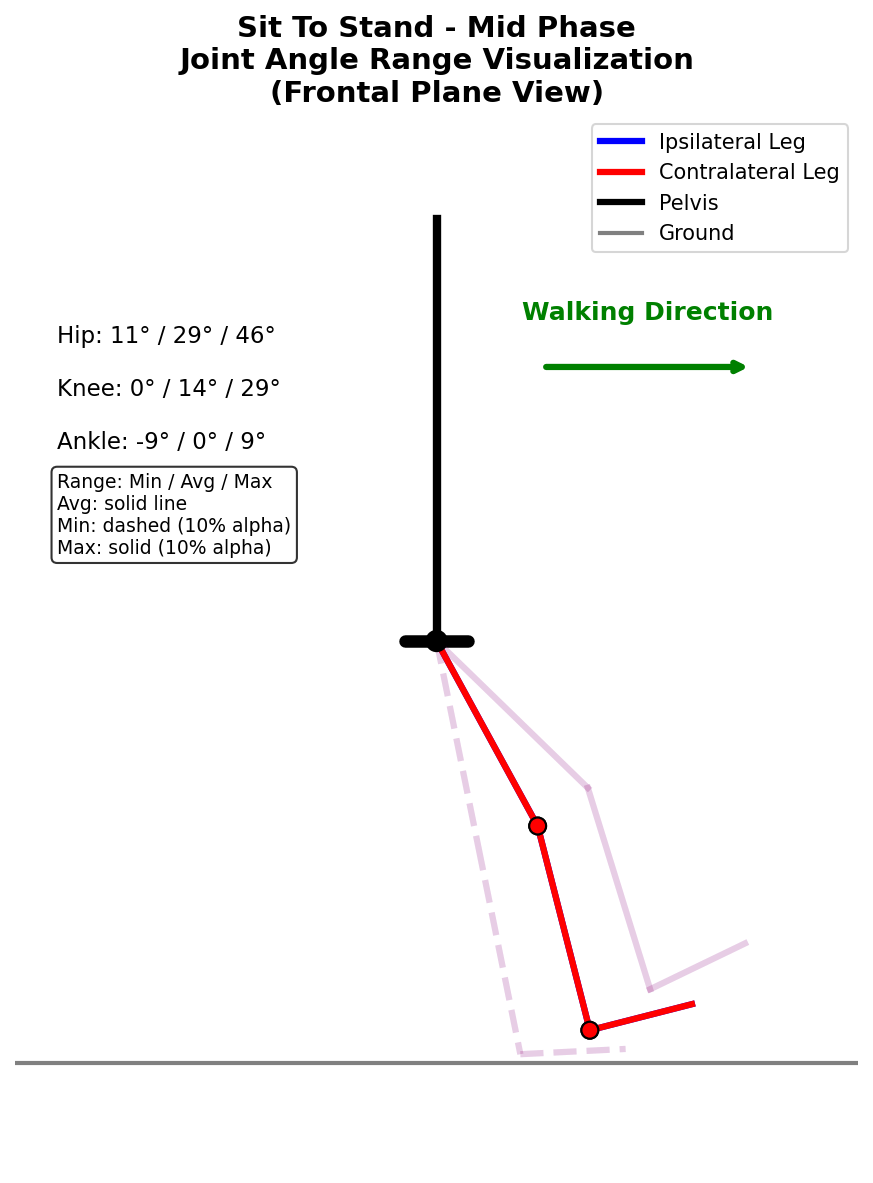 Sit To Stand - Mid Phase
Joint Angle Range Visualization
(Frontal Plane View)
Ipsilateral Leg
Contralateral Leg
Pelvis
Ground
Walking Direction
Hip: 11° / 29° / 46°
Knee: 0° / 14° / 29°
Ankle: -9° / 0° / 9°
Range: Min / Avg / Max
Avg: solid line
Min: dashed (10% alpha)
Max: solid (10% alpha)